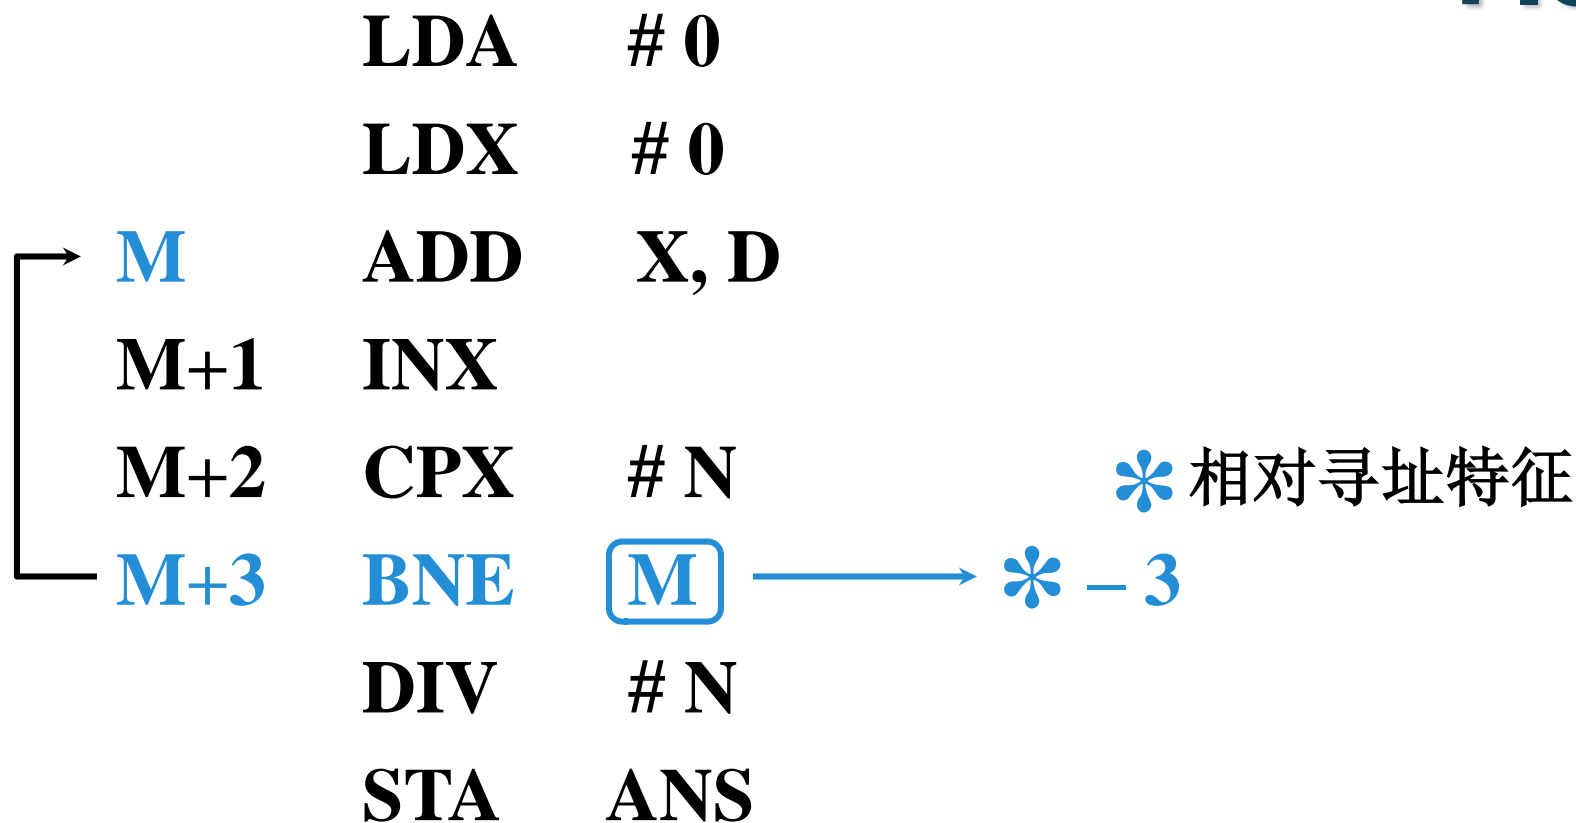 LDA # 0
LDX # 0
M ADD X, D
M+1 INX
M+2 CPX # N
✻ 相对寻址特征
M+3 BNE M ✻ – 3
DIV # N
STA ANS